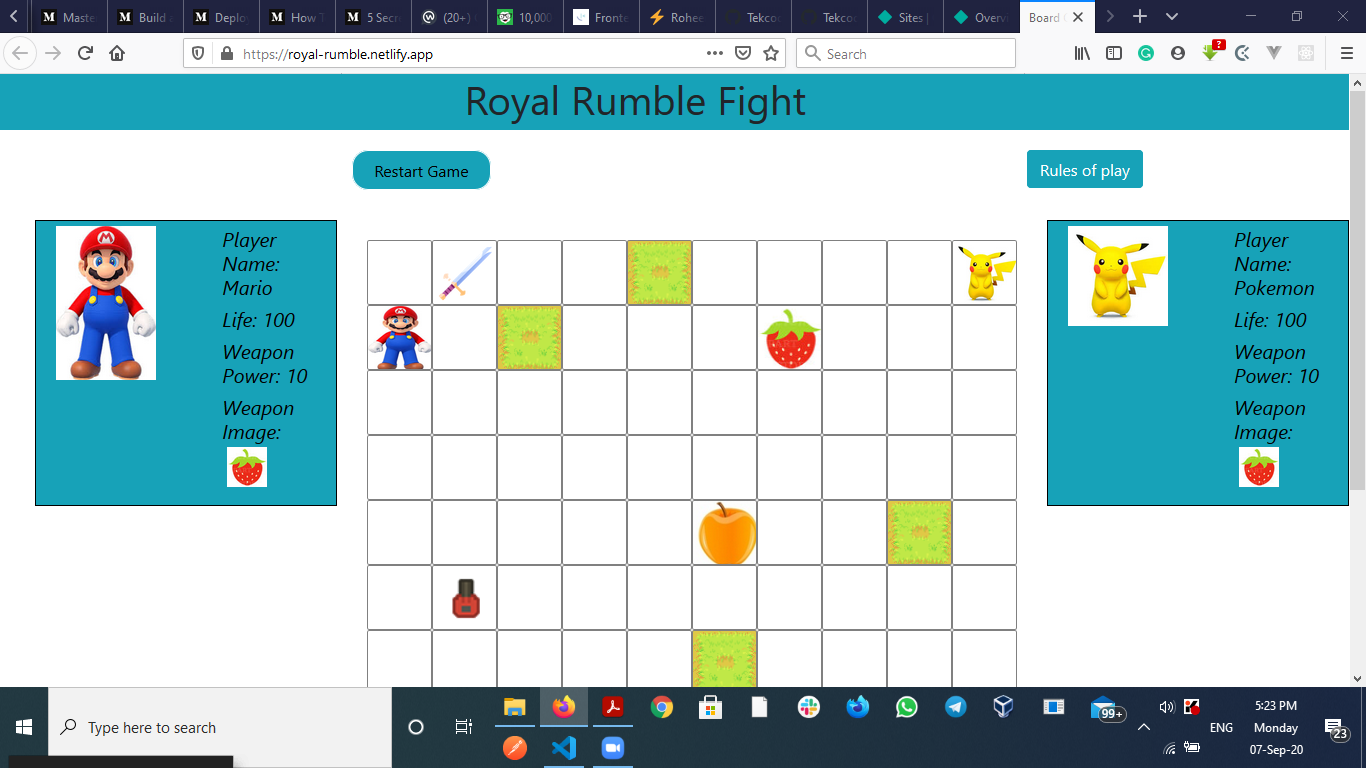 Maste
Build a
Deploy
How T
5 Secr
(20+)
10,000
Fronte
Rohee
Tekco
Tekcoc
Sites |
Overvi
Board
https://royal-rumble.netlify.app
Search
Royal Rumble Fight
Restart Game
Rules of play
Player
Name:
Mario
Life: 100
Weapon
Power: 10
Weapon
Image:
Player
Name:
Pokemon
Life: 100
Weapon
Power: 10
Weapon
Image:
Type here to search
99+
ENG
5:23 PM
Monday
07-Sep-20
23